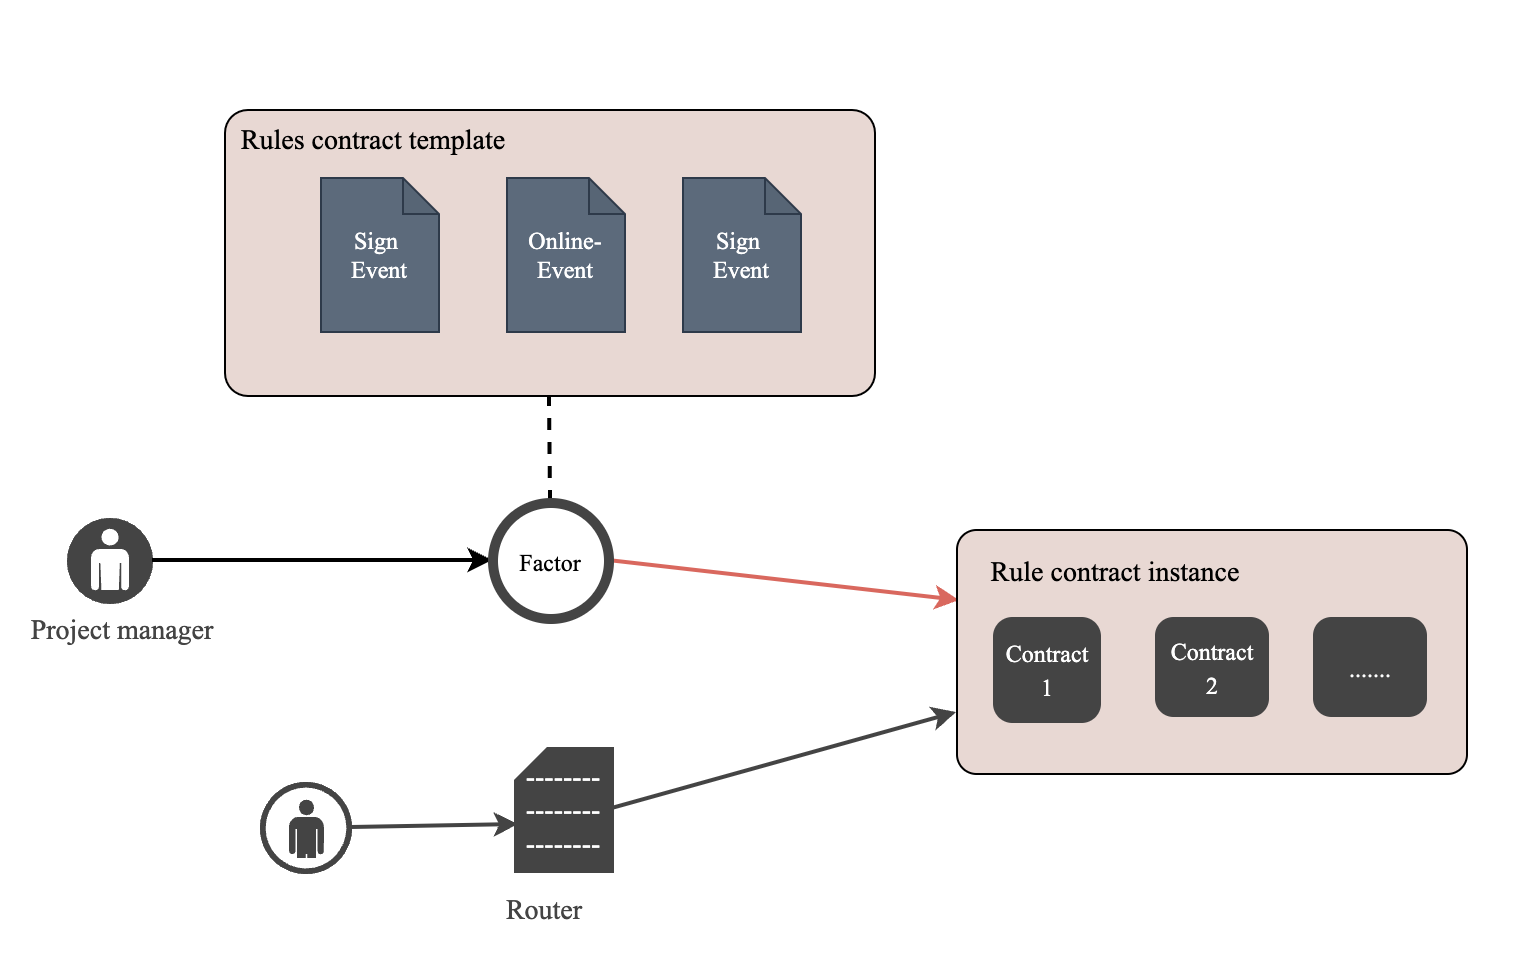 Rules contract template
Sign
Event
Online-
Event
Sign
Event
Factor
Project manager
Rule contract instance
Contract
1
Contract
2
.......
Router